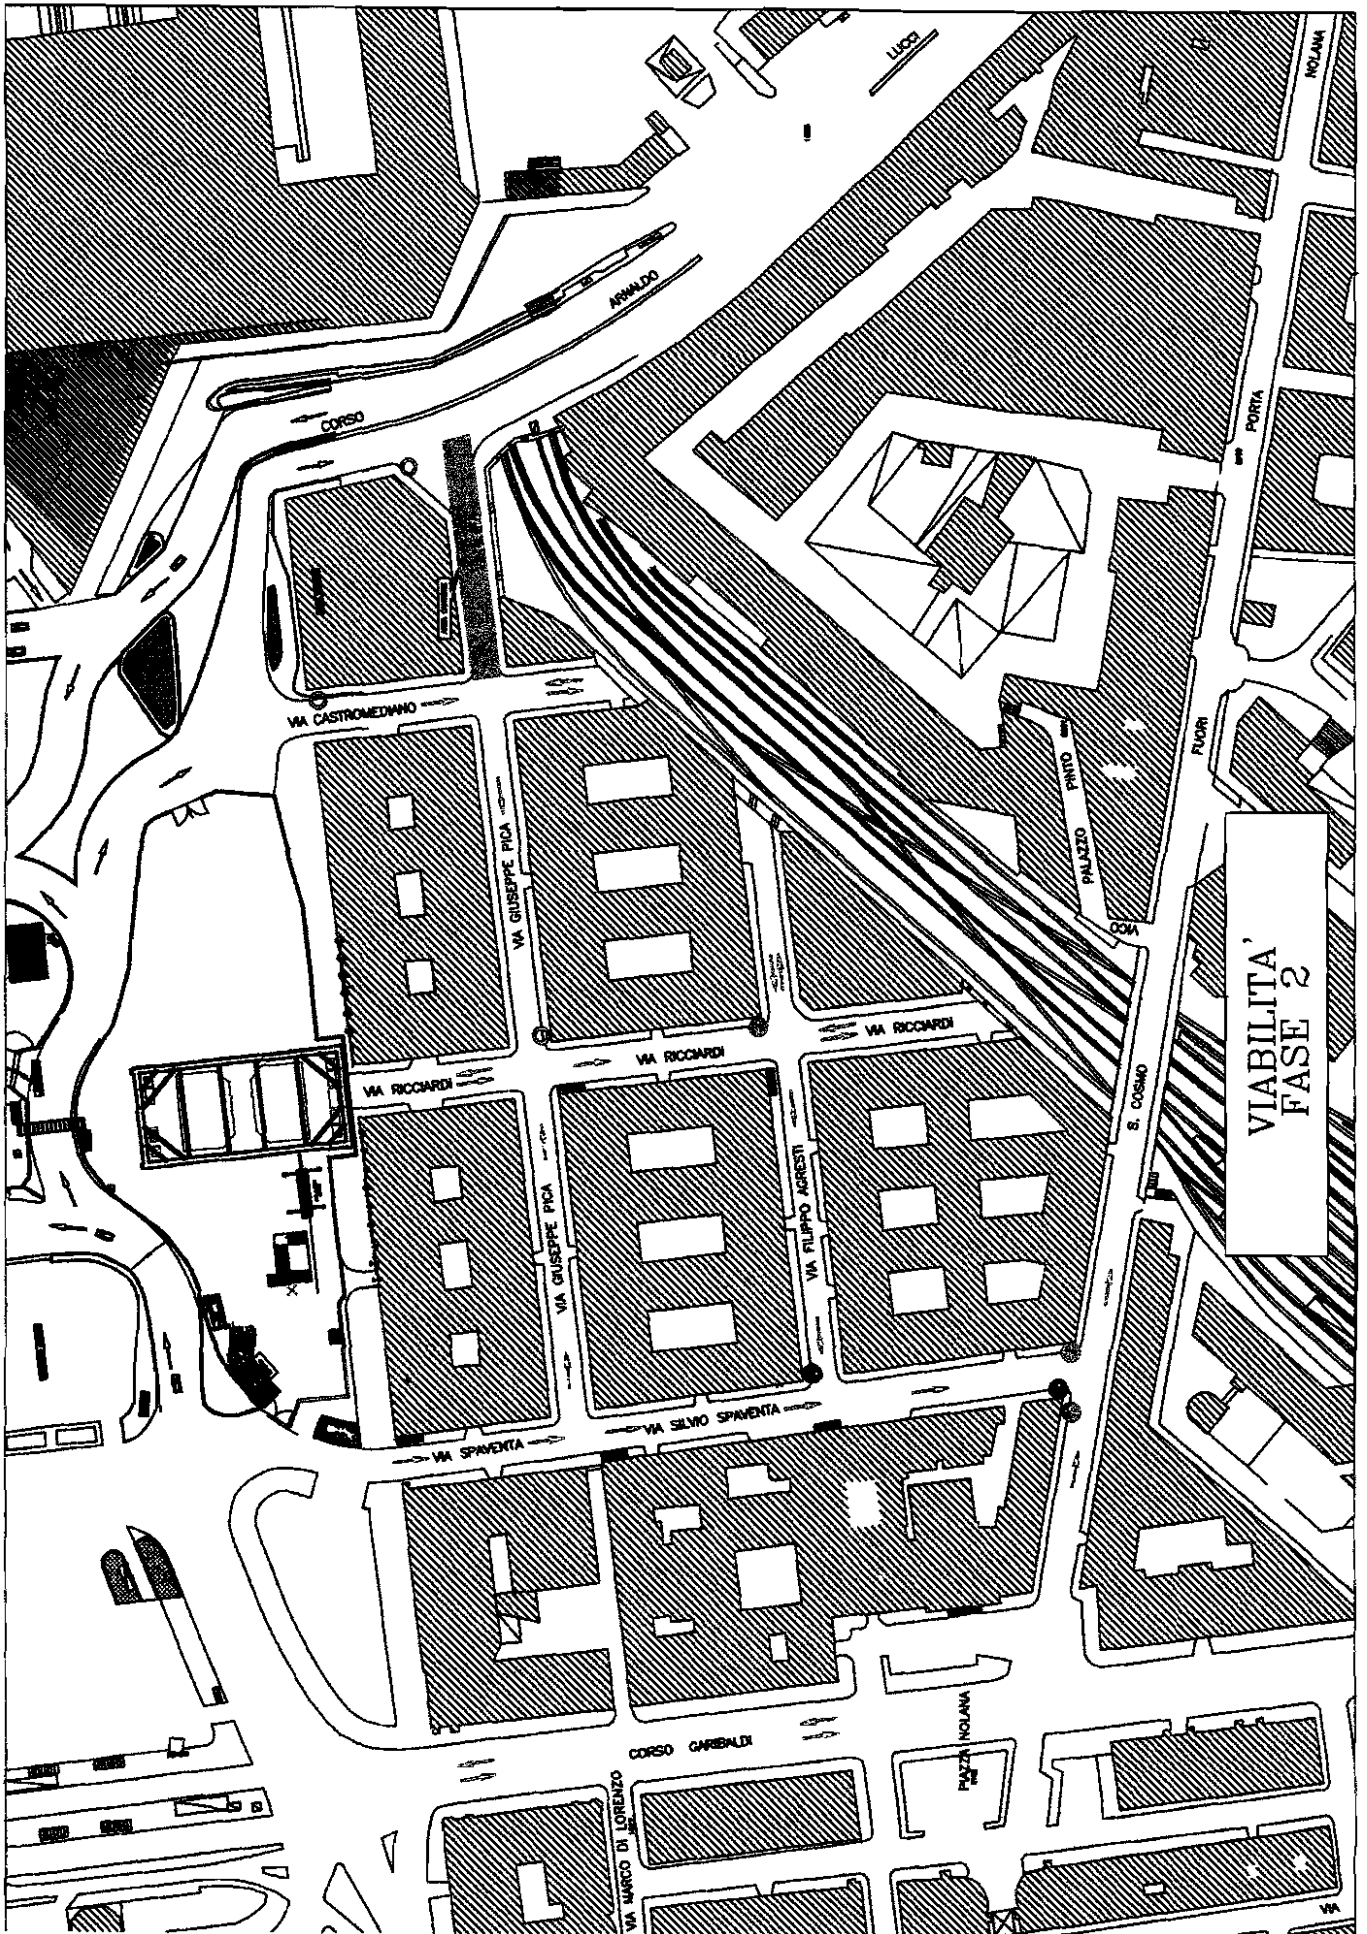 LUCCI
NOLANA
ARNALDO
CORSO
PORTA
VIA CASTROMEDIANO
FUORI
PINTO
PALAZZO
VIA GIUSEPPE PICA
VICO
VIA RICCIARDI
VIA RICCIARDI
VIA RICCIARDI
S. COSMO
VIABILITA'
FASE 2
VIA GIUSEPPE PICA
VIA FILIPPO AGRESTI
VIA SILVIO SPAVENTA
VIA SPAVENTA
PIAZZA NOLANA
CORSO GARIBALDI
VIA MARCO DI LORENZO
VIA